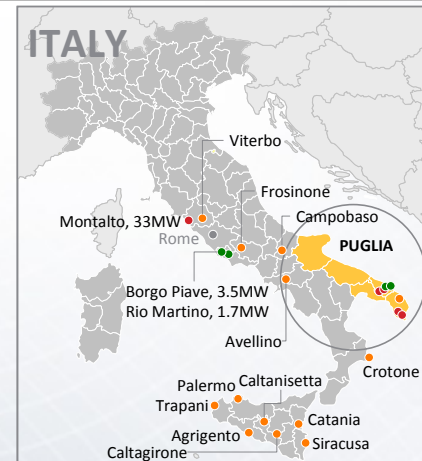 ITALY
Viterbo
Frosinone
Campobaso
Montalto, 33MW
Rome
PUGLIA
Borgo Piave, 3.5MW
Rio Martino, 1.7MW
Avellino
Crotone
Palermo
Caltanisetta
Trapani
Catania
Agrigento
Siracusa
Caltagirone